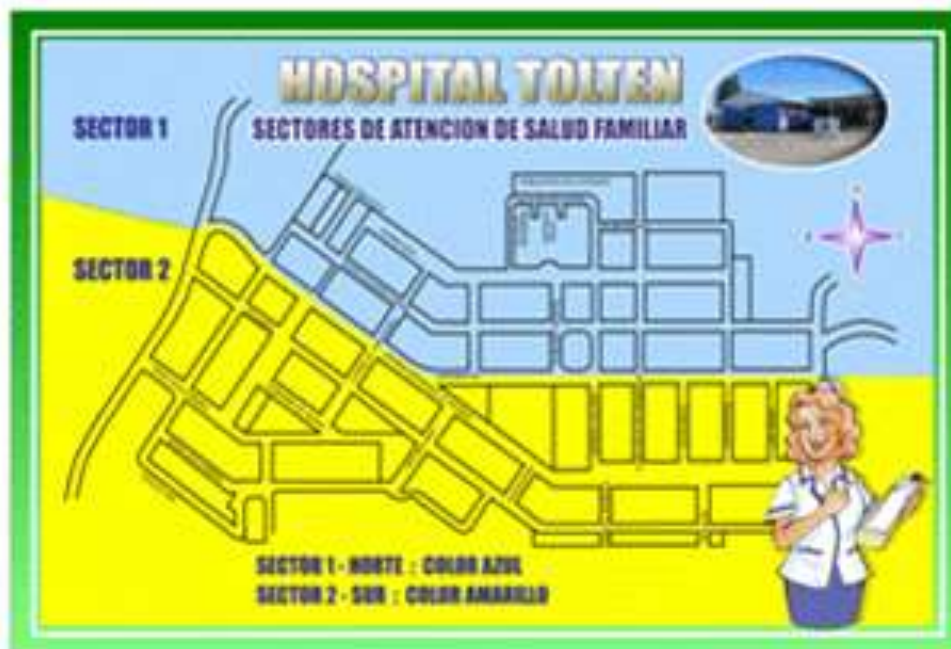 HOSPITAL TOLTEN
SECTORES DE ATENCION DE SALUD FAMILIAR
SECTOR 1
SECTOR 2
SECTOR 1 - NORTE : COLOR AZUL
SECTOR 2 - SUR : COLOR AMARILLO